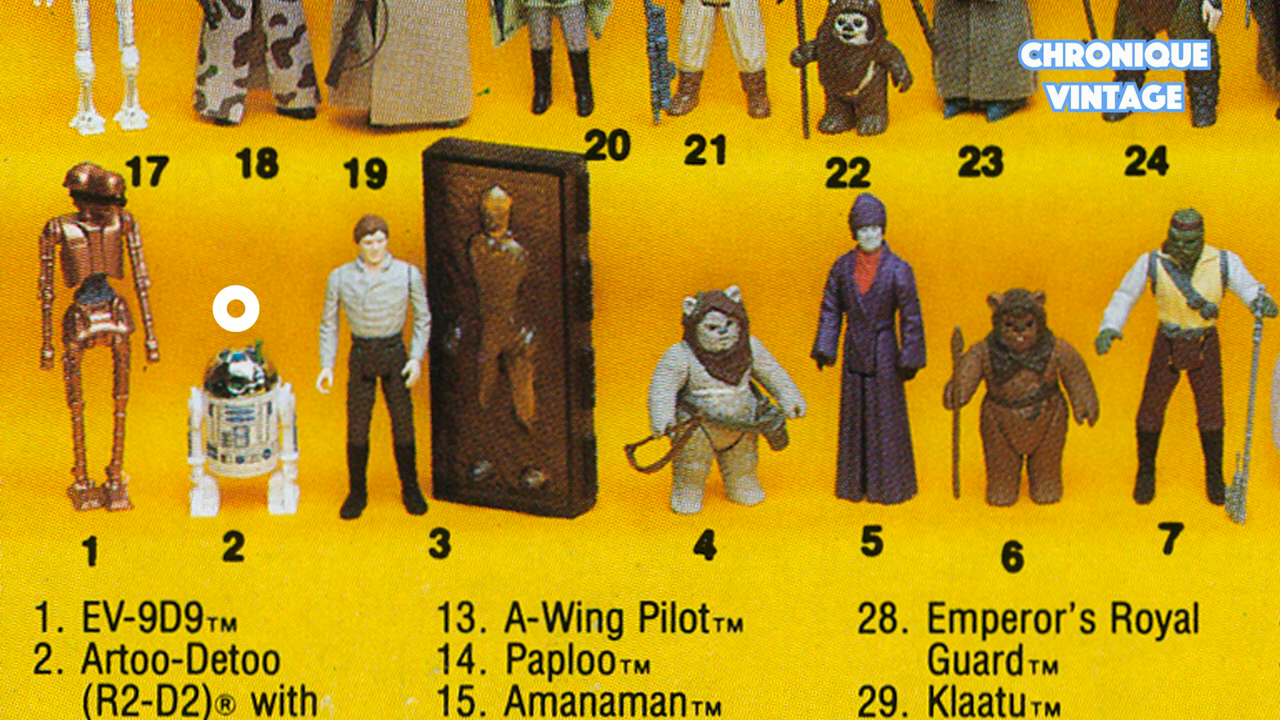 CHRONIQUE
VINTAGE
17 18 19 20 21 22 23 24
1 2 3 4 5 6 7
1. EV-9D9™
2. Artoo-Detoo
(R2-D2)® with
13. A-Wing Pilot™
14. Paploo™
15. Amanaman™
28. Emperor's Royal
Guard™
29. Klaatu™